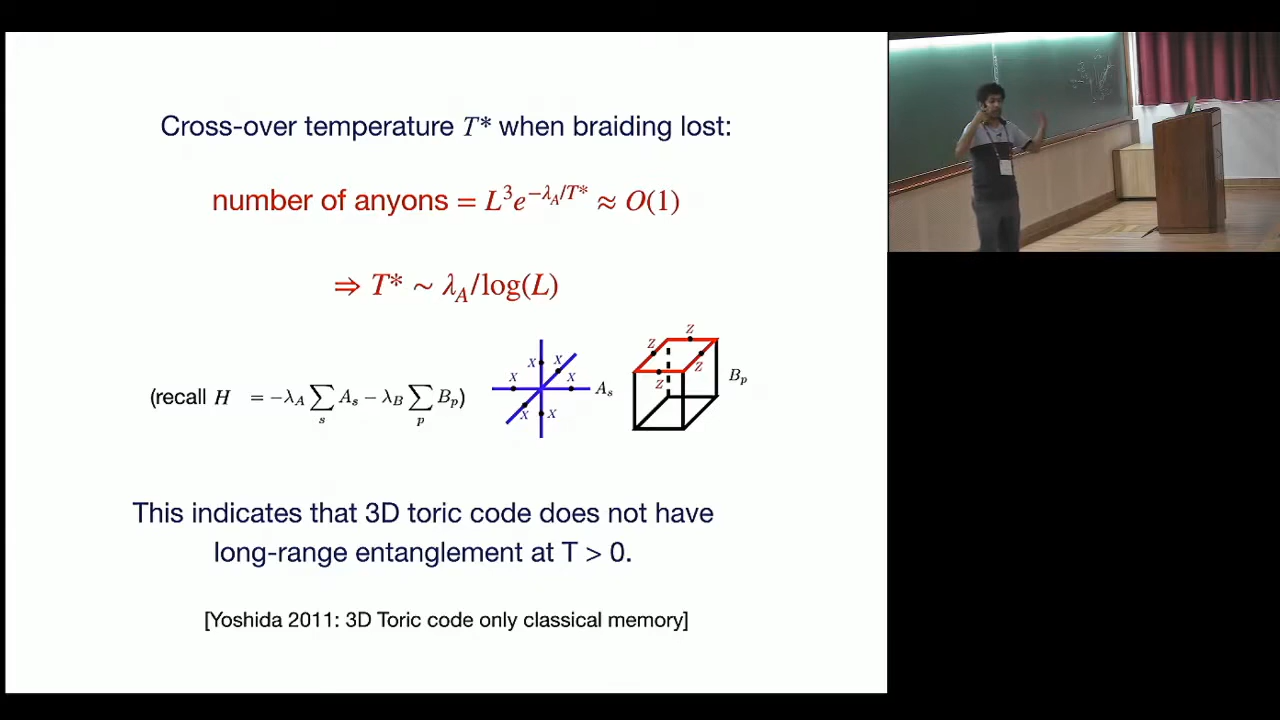 Cross-over temperature T* when braiding lost:
number of anyons = L³e^{−λ_A/T*} ≈ O(1)
⇒ T* ∼ λ_A/log(L)
(recall H = −λ_A ∑_s A_s − λ_B ∑_p B_p)
X X X X X X A_s
Z Z Z Z B_p
This indicates that 3D toric code does not have
long-range entanglement at T > 0.
[Yoshida 2011: 3D Toric code only classical memory]